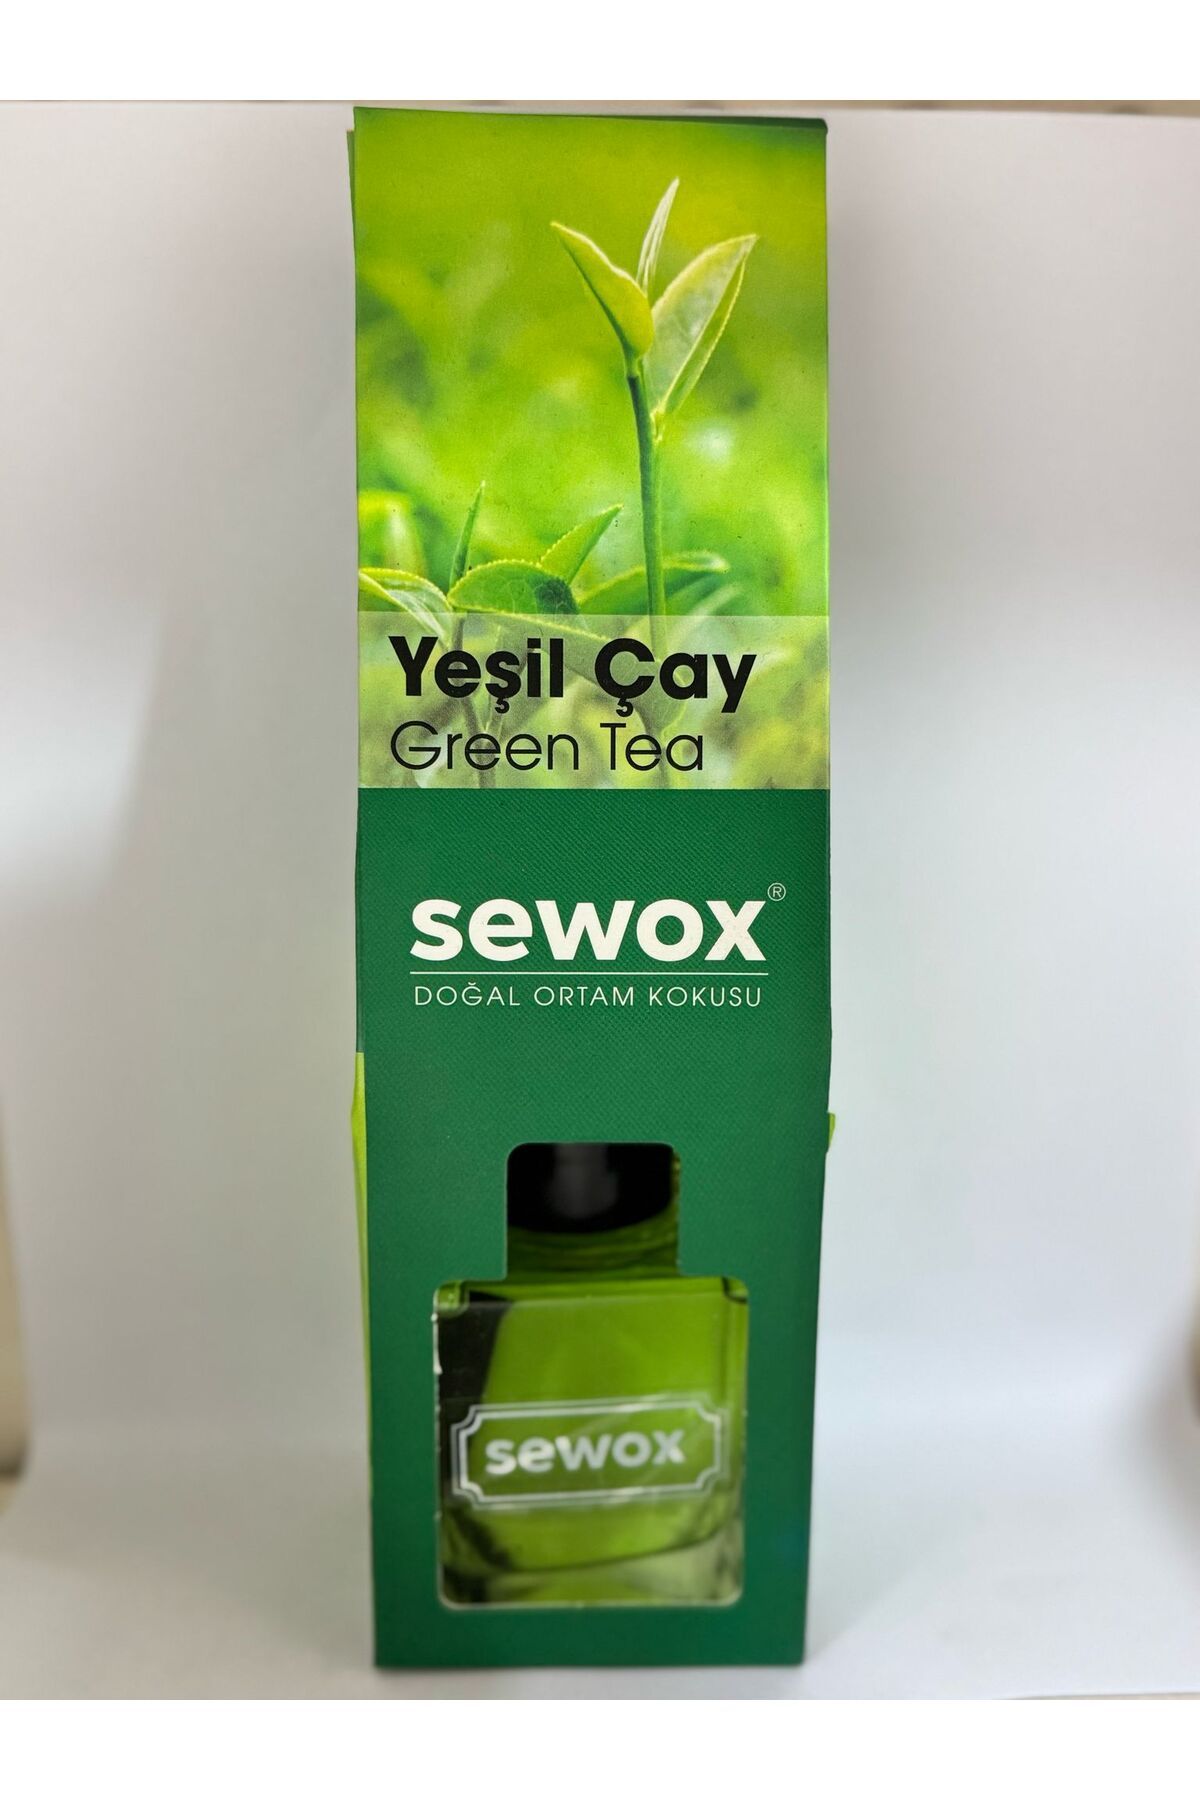 Yeşil Çay
Green Tea
sewox®
DOĞAL ORTAM KOKUSU
sewox